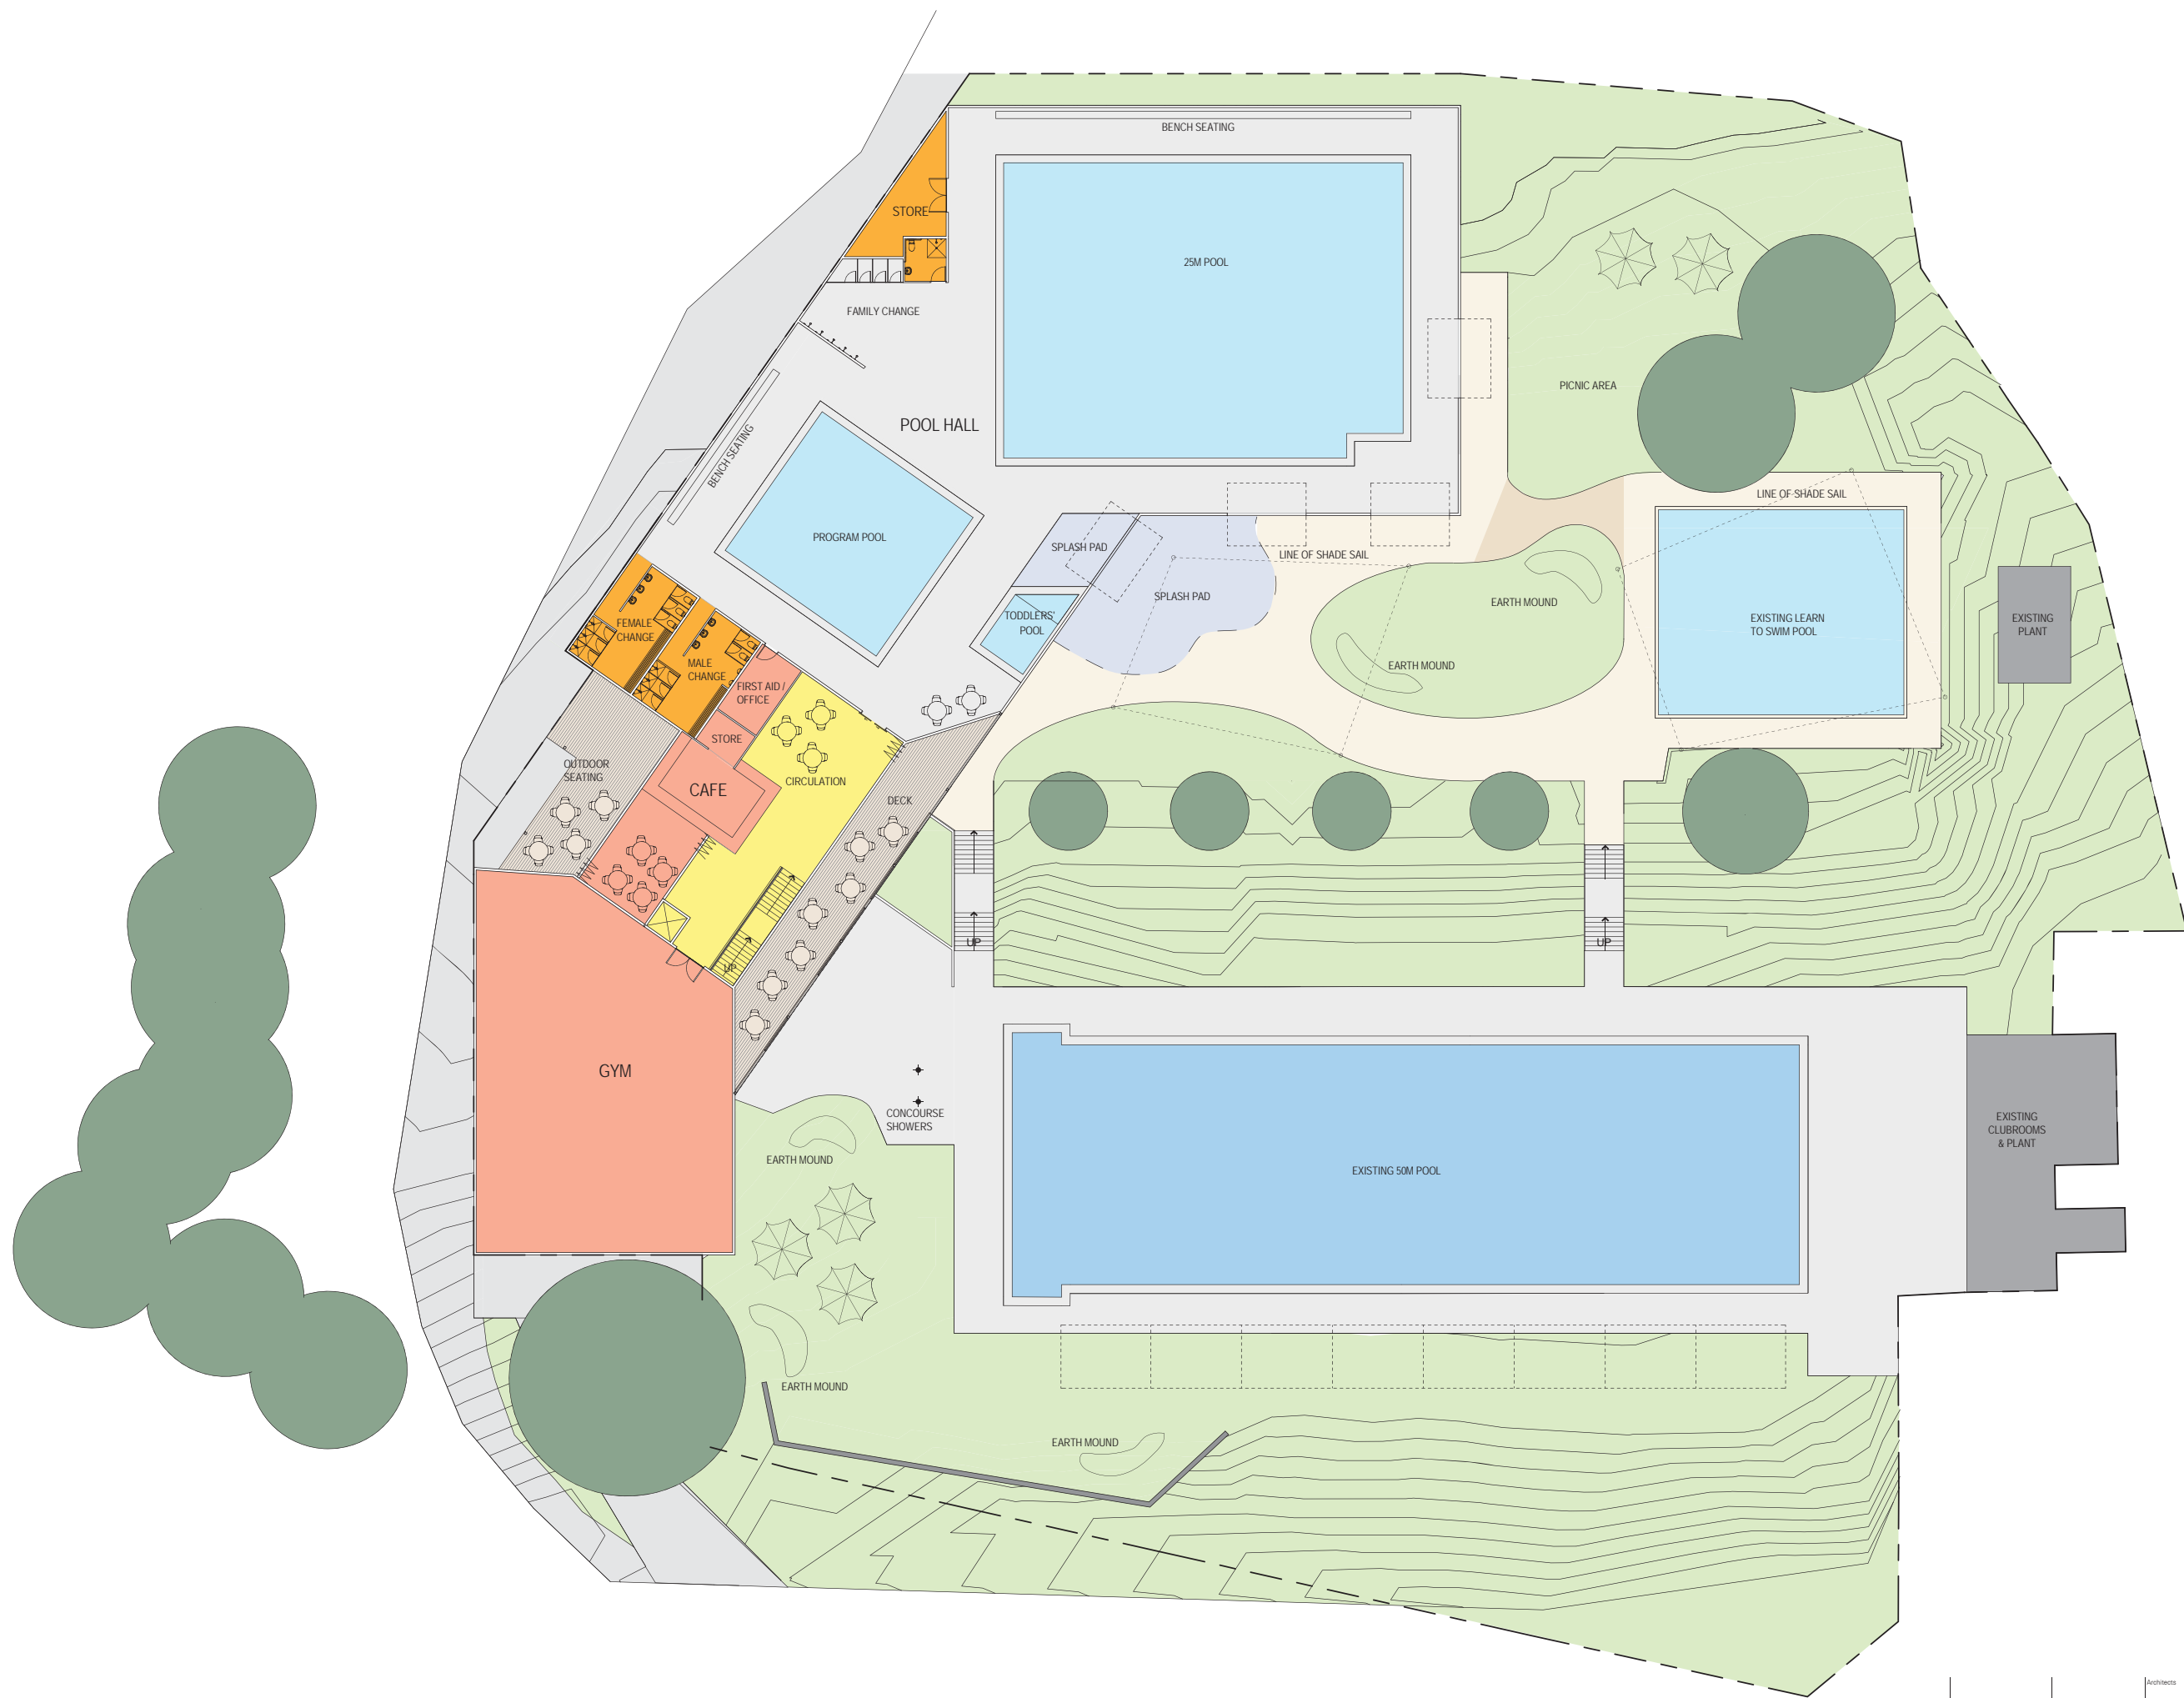 BENCH SEATING
STORE
25M POOL
FAMILY CHANGE
PICNIC AREA
POOL HALL
BENCH SEATING
LINE OF SHADE SAIL
PROGRAM POOL
SPLASH PAD
LINE OF SHADE SAIL
SPLASH PAD
EARTH MOUND
TODDLERS'
POOL
EXISTING LEARN
TO SWIM POOL
EXISTING
PLANT
FEMALE
CHANGE
MALE
CHANGE
EARTH MOUND
FIRST AID /
OFFICE
STORE
OUTDOOR
SEATING
CIRCULATION
CAFE
DECK
UP
UP
UP
GYM
CONCOURSE
SHOWERS
EXISTING
CLUBROOMS
& PLANT
EARTH MOUND
EXISTING 50M POOL
EARTH MOUND
EARTH MOUND
Architects